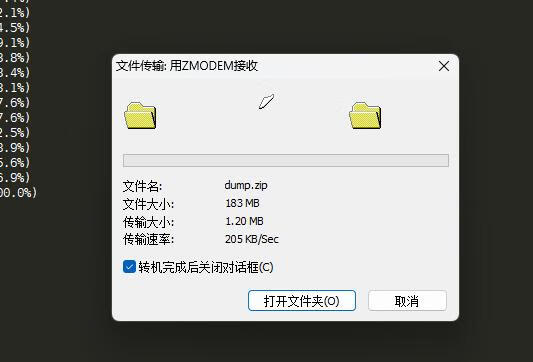 2.1%)
4.5%)
9.1%)
3.8%)
3.4%)
3.1%)
7.6%)
7.6%)
2.5%)
3.9%)
5.6%)
6.9%)
00.0%)
文件传输: 用ZMODEM接收
文件名: dump.zip
文件大小: 183 MB
传输大小: 1.20 MB
传输速率: 205 KB/Sec
转机完成后关闭对话框(C)
打开文件夹(O) 取消